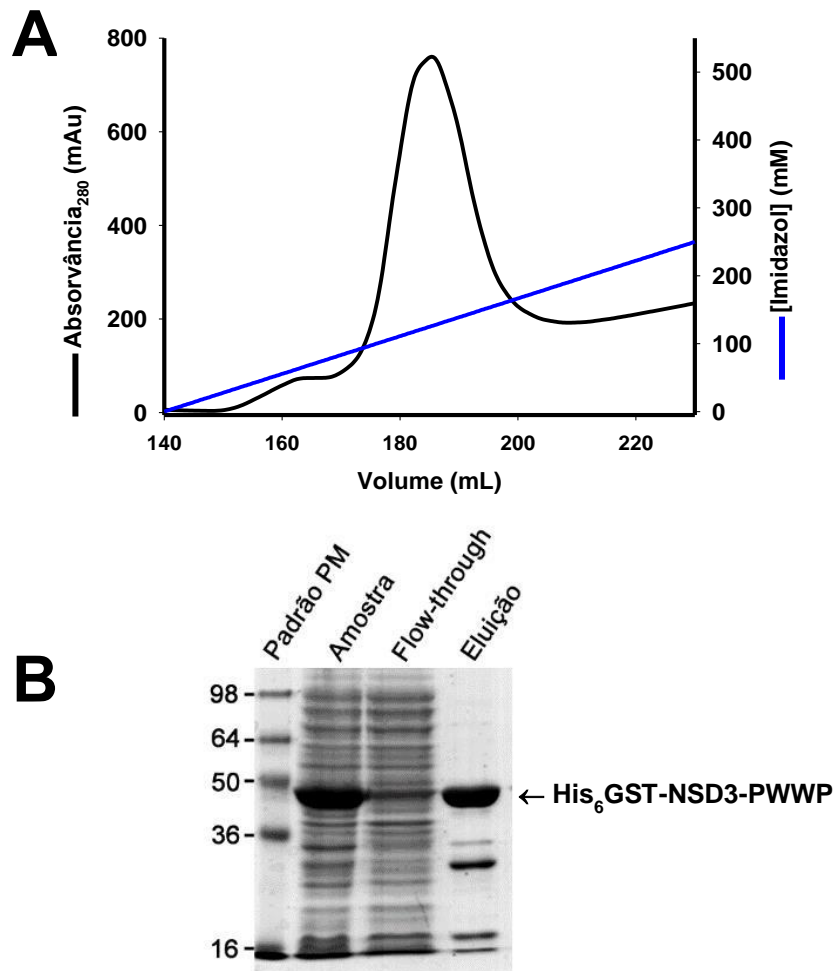 A
800
600
400
200
0
Absorvância280 (mAu)
500
400
300
200
100
0
[Imidazol] (mM)
140
160
180
200
220
Volume (mL)
B
Padrão PM
Amostra
Flow-through
Eluição
98
64
50
36
16
← His6GST-NSD3-PWWP